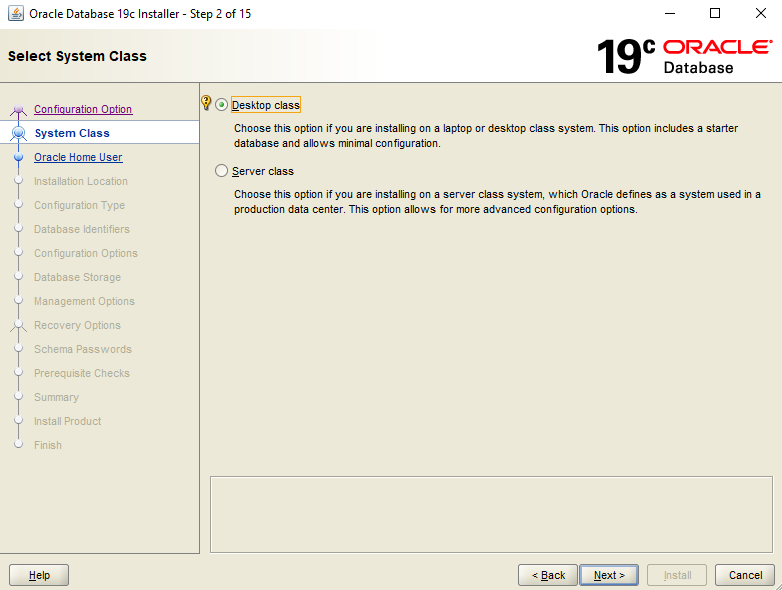 Oracle Database 19c Installer - Step 2 of 15
Select System Class
19c ORACLE
Database
Configuration Option
System Class
Oracle Home User
Installation Location
Configuration Type
Database Identifiers
Configuration Options
Database Storage
Management Options
Recovery Options
Schema Passwords
Prerequisite Checks
Summary
Install Product
Finish
Desktop class
Choose this option if you are installing on a laptop or desktop class system. This option includes a starter
database and allows minimal configuration.
Server class
Choose this option if you are installing on a server class system, which Oracle defines as a system used in a
production data center. This option allows for more advanced configuration options.
Help
< Back
Next >
Install
Cancel